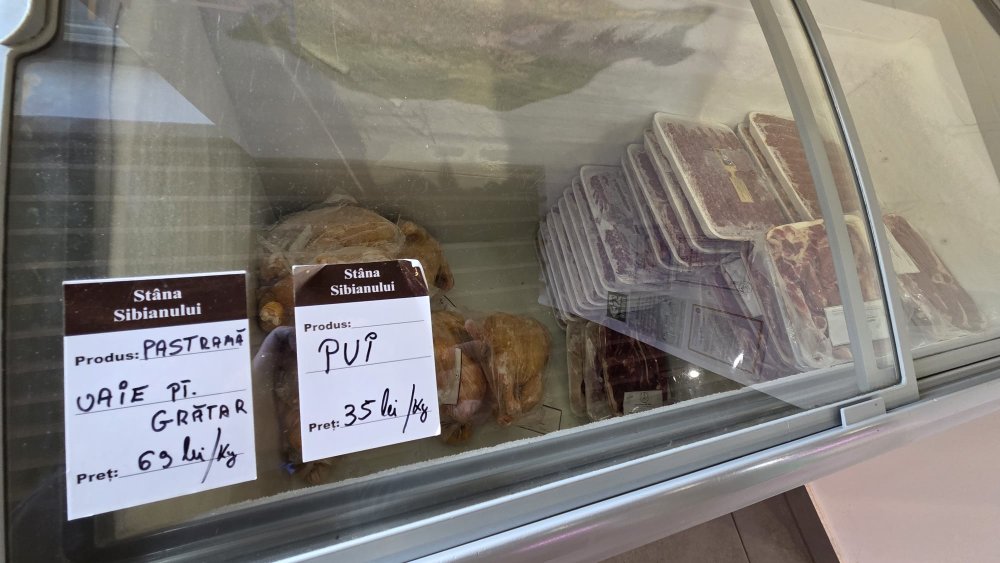 Stâna
Sibianului
Produs: PASTRAMĂ
OAIE PT.
GRĂTAR
Preț: 69 lei/kg
Stâna
Sibianului
Produs:
PUI
Preț: 35 lei/kg